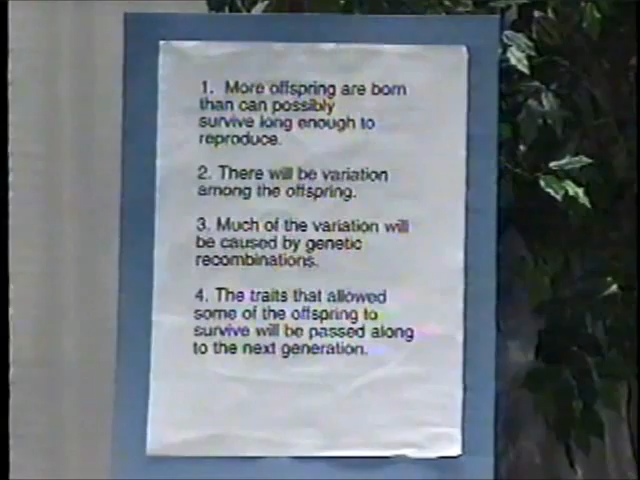 1. More offspring are born
than can possibly
survive long enough to
reproduce.
2. There will be variation
among the offspring.
3. Much of the variation will
be caused by genetic
recombinations.
4. The traits that allowed
some of the offspring to
survive will be passed along
to the next generation.